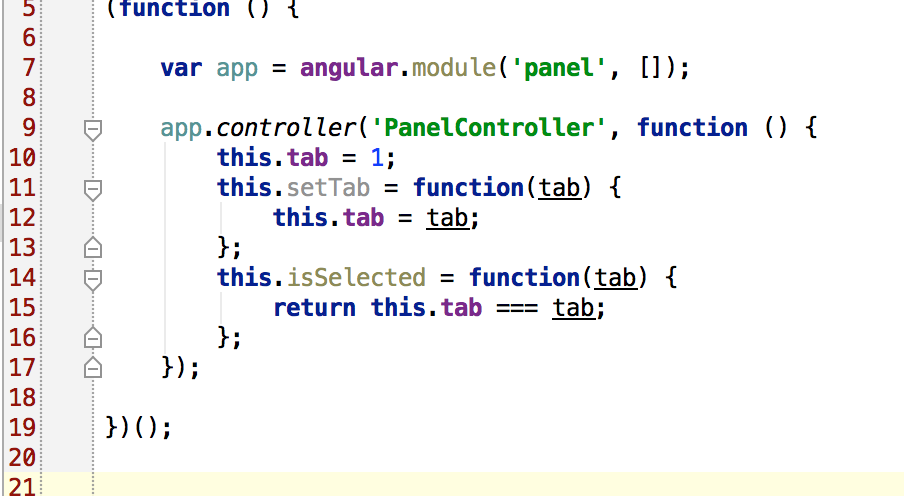 5 (function () {
6
7 var app = angular.module('panel', []);
8
9 app.controller('PanelController', function () {
10 this.tab = 1;
11 this.setTab = function(tab) {
12 this.tab = tab;
13 };
14 this.isSelected = function(tab) {
15 return this.tab === tab;
16 };
17 });
18
19 })();
20
21